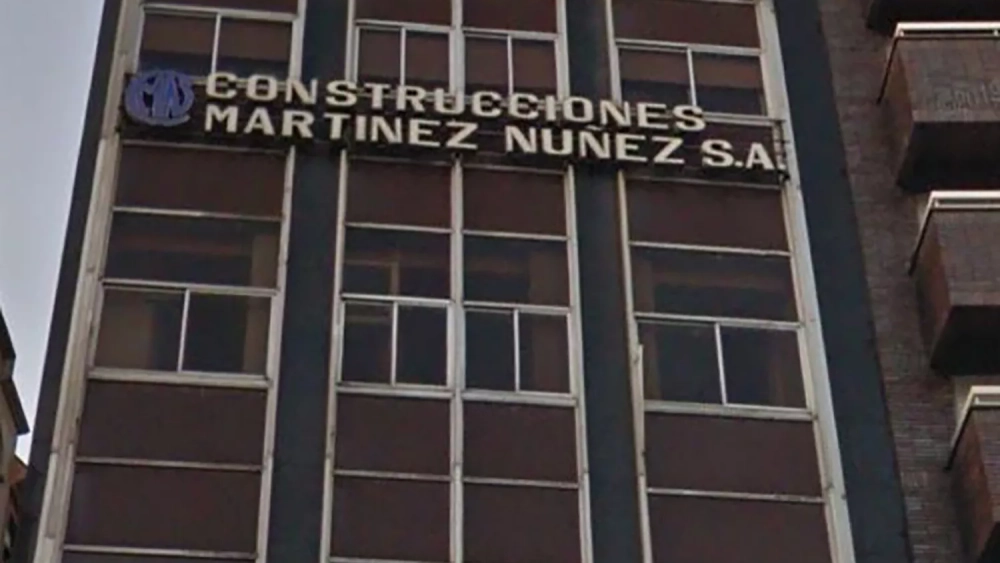 CONSTRUCCIONES
MARTINEZ NUÑEZ S.A.